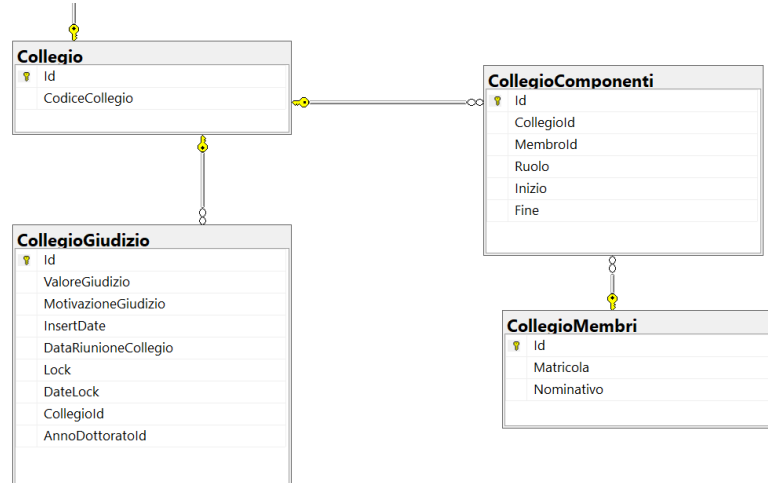 Collegio
Id
CodiceCollegio
CollegioComponenti
Id
CollegioId
MembroId
Ruolo
Inizio
Fine
CollegioGiudizio
Id
ValoreGiudizio
MotivazioneGiudizio
InsertDate
DataRiunioneCollegio
Lock
DateLock
CollegioId
AnnoDottoratoId
CollegioMembri
Id
Matricola
Nominativo